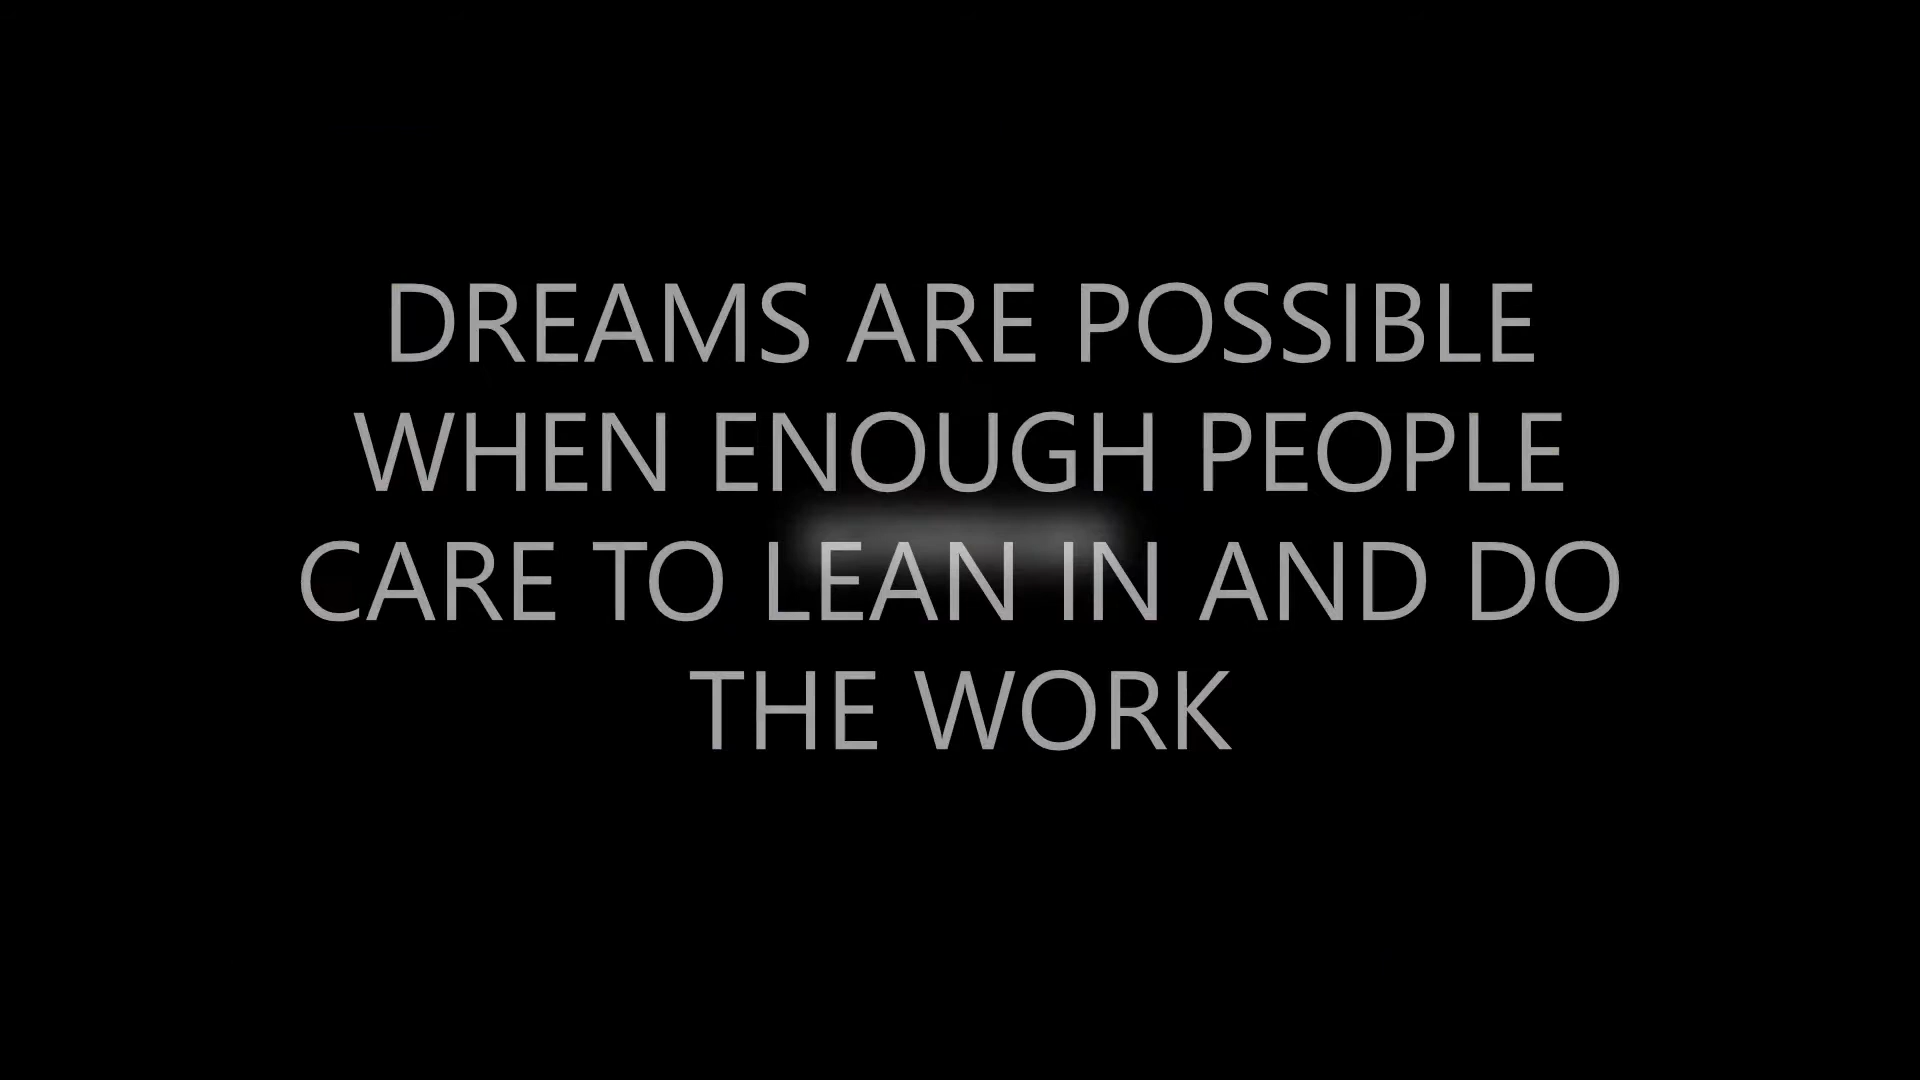 DREAMS ARE POSSIBLE
WHEN ENOUGH PEOPLE
CARE TO LEAN IN AND DO
THE WORK